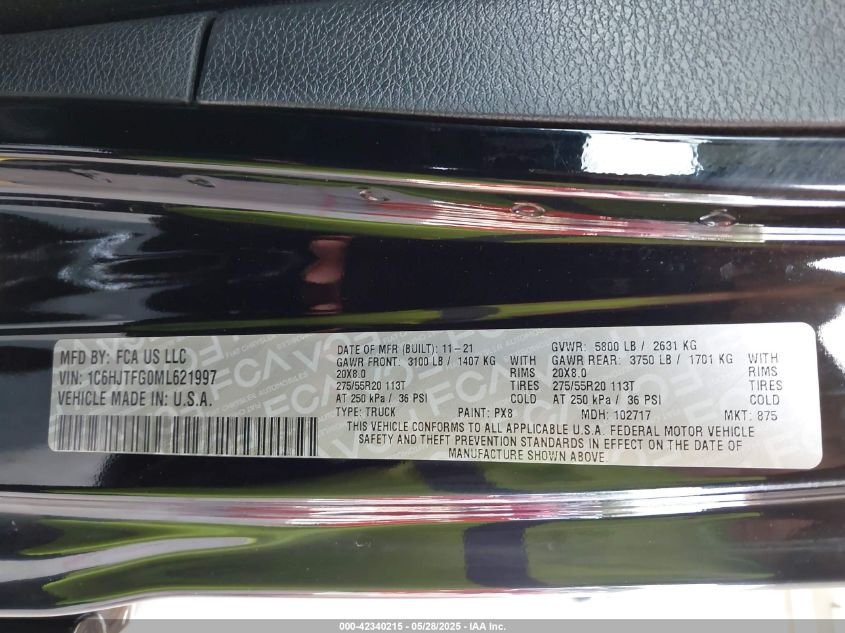 MFD BY: FCA US LLC
VIN: 1C6HJTFG0ML621997
VEHICLE MADE IN: U.S.A.
DATE OF MFR (BUILT): 11-21 GVWR: 5800 LB / 2631 KG
GAWR FRONT: 3100 LB / 1407 KG WITH GAWR REAR: 3750 LB / 1701 KG WITH
20X8.0 RIMS 20X8.0 RIMS
275/55R20 113T TIRES 275/55R20 113T TIRES
AT 250 kPa / 36 PSI COLD AT 250 kPa / 36 PSI COLD
TYPE: TRUCK PAINT: PX8 MDH: 102717 MKT: 875
THIS VEHICLE CONFORMS TO ALL APPLICABLE U.S.A. FEDERAL MOTOR VEHICLE
SAFETY AND THEFT PREVENTION STANDARDS IN EFFECT ON THE DATE OF
MANUFACTURE SHOWN ABOVE.
000-42340215 - 05/28/2025 - IAA Inc.